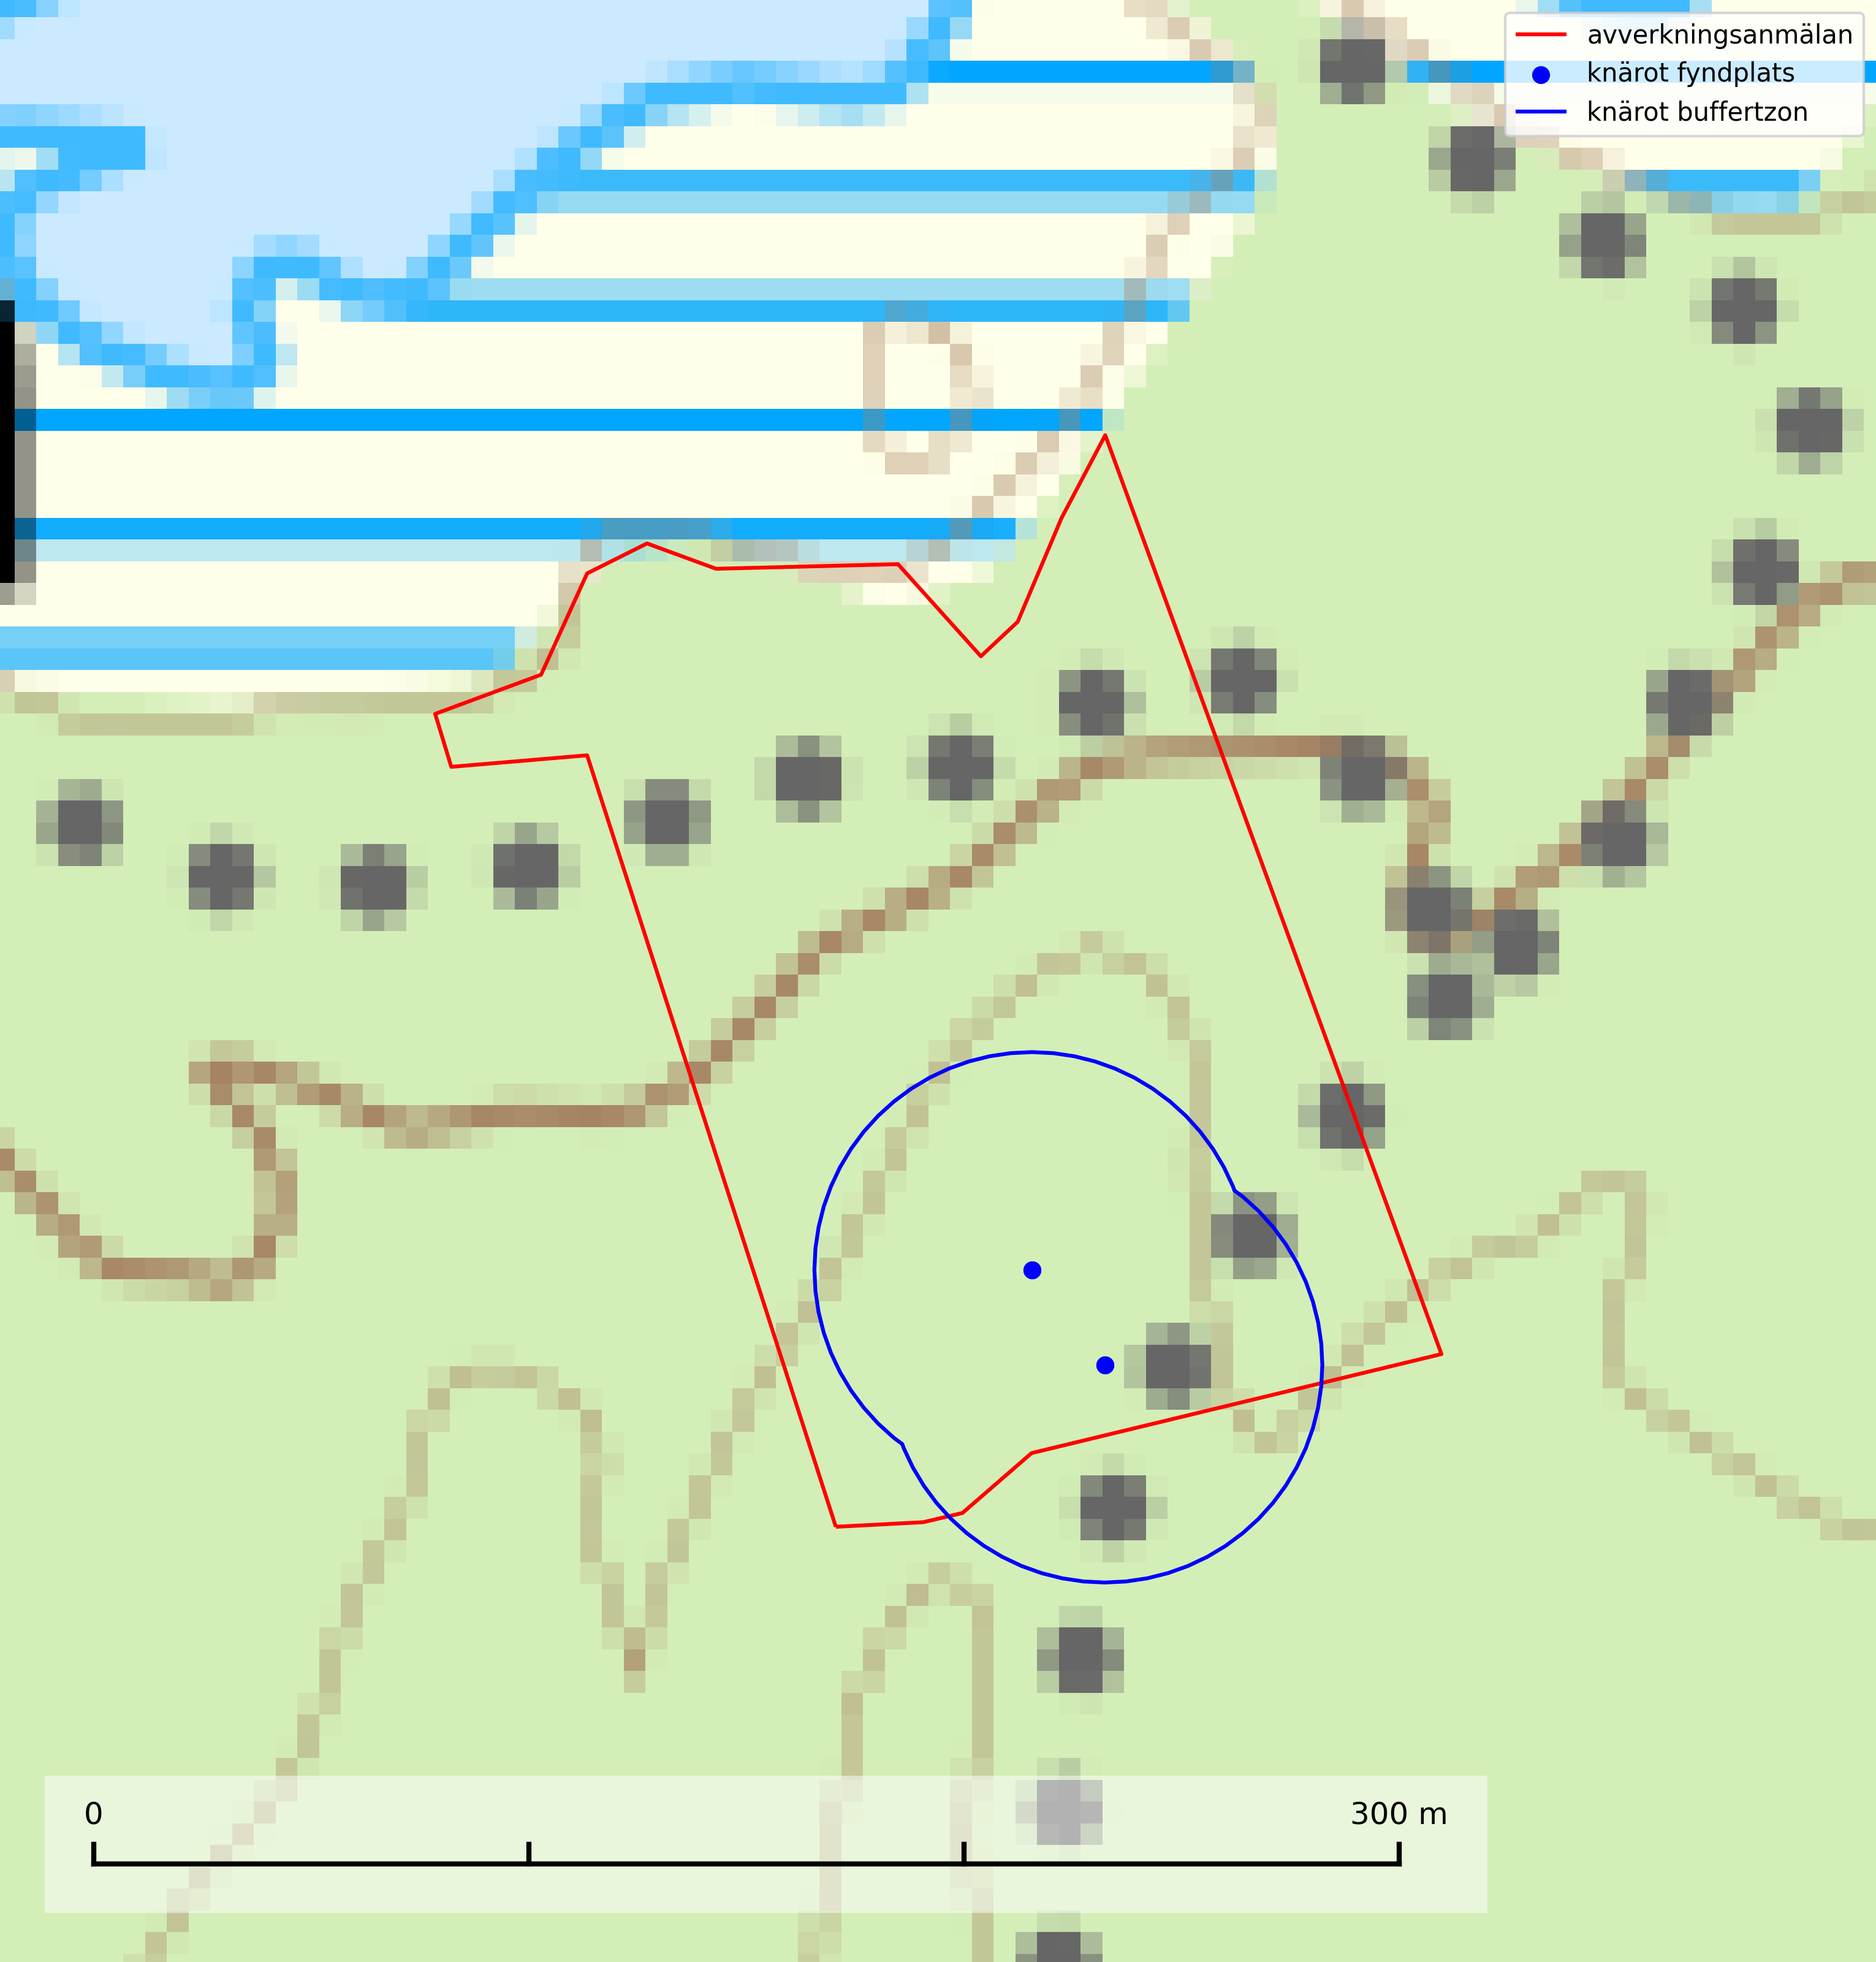 avverkningsanmälan
knärot fyndplats
knärot buffertzon
0
300 m